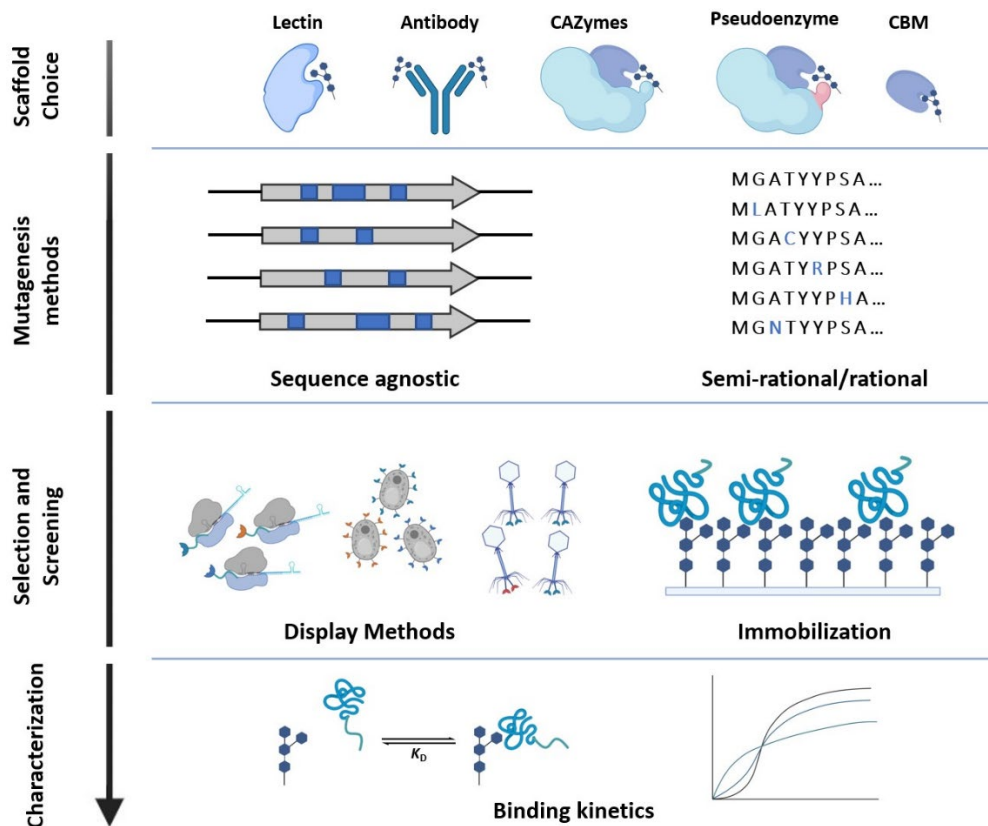 Scaffold
Choice
Lectin
Antibody
CAZymes
Pseudoenzyme
CBM
Mutagenesis
methods
MGATYYPSA...
MLATYYPSA...
MGACYYPSA...
MGATYRPSA...
MGATYYPHA...
MGNTYYPSA...
Sequence agnostic
Semi-rational/rational
Selection and
Screening
Display Methods
Immobilization
Characterization
KD
Binding kinetics